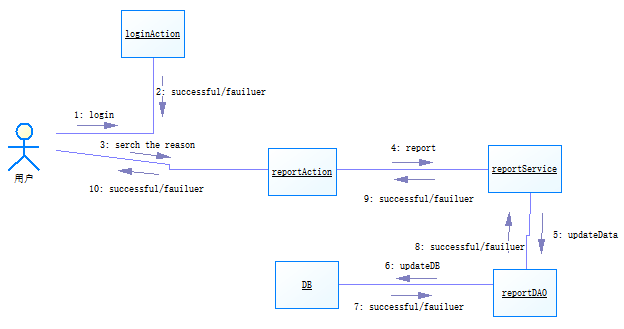 loginAction
2: successful/fauiluer
1: login
3: serch the reason
4: report
reportAction
reportService
用户
10: successful/fauiluer
9: successful/fauiluer
5: updateData
8: successful/fauiluer
6: updateDB
DB
reportDAO
7: successful/fauiluer